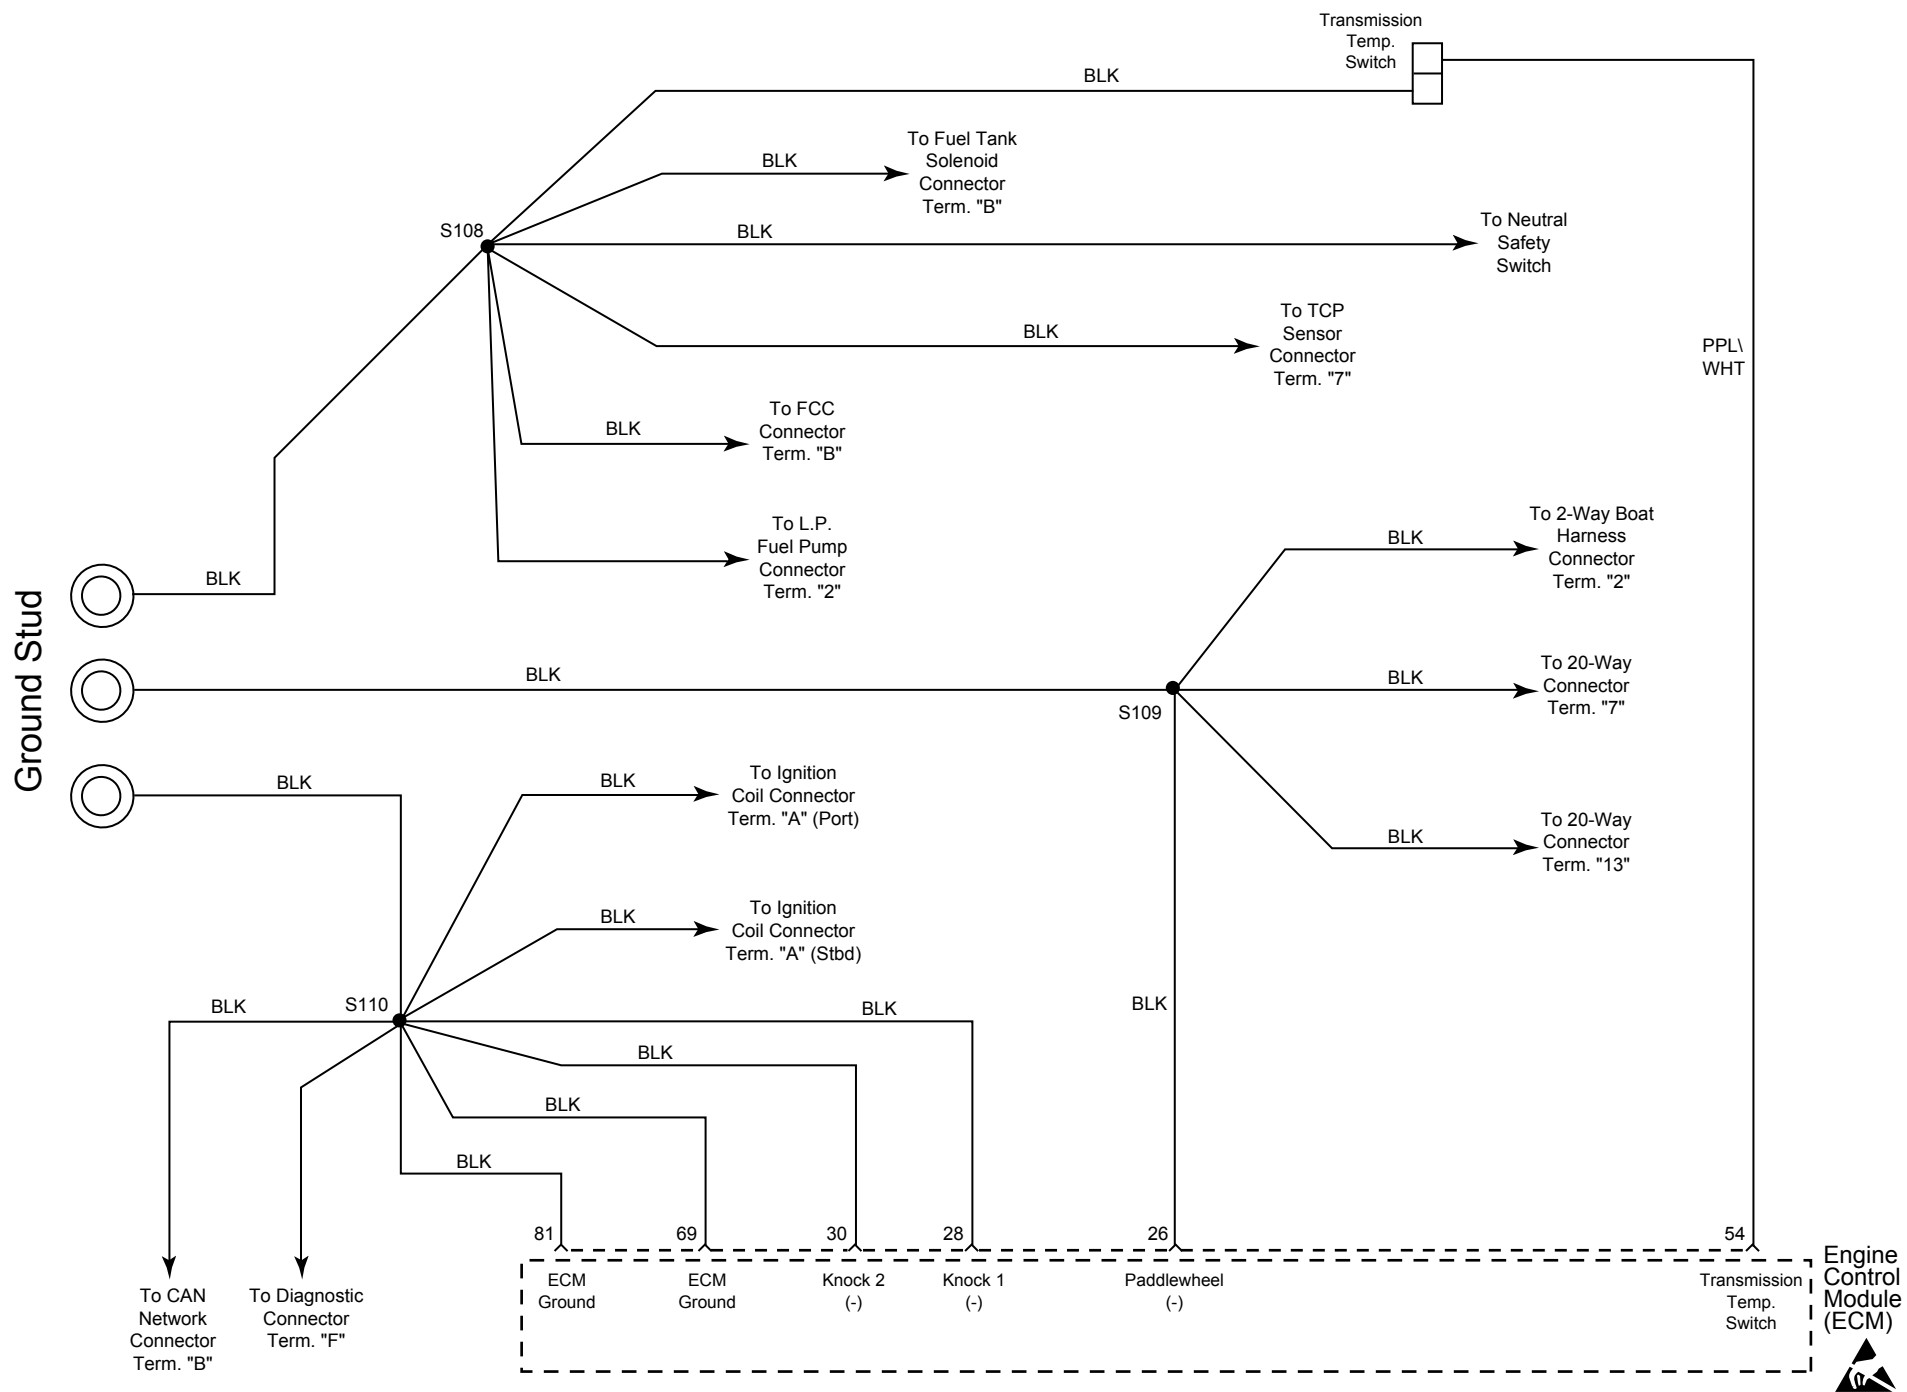 Transmission
Temp.
Switch
BLK
To Fuel Tank
Solenoid
Connector
Term. "B"
BLK
S108
BLK
To Neutral
Safety
Switch
To TCP
Sensor
Connector
Term. "7"
BLK
PPL\
WHT
To FCC
Connector
Term. "B"
BLK
To L.P.
Fuel Pump
Connector
Term. "2"
To 2-Way Boat
Harness
Connector
Term. "2"
BLK
BLK
Ground Stud
BLK
To 20-Way
Connector
Term. "7"
BLK
S109
BLK
To Ignition
Coil Connector
Term. "A" (Port)
BLK
To 20-Way
Connector
Term. "13"
BLK
To Ignition
Coil Connector
Term. "A" (Stbd)
BLK
BLK
S110
BLK
BLK
BLK
BLK
BLK
81
69
30
28
26
54
ECM
Ground
ECM
Ground
Knock 2
(-)
Knock 1
(-)
Paddlewheel
(-)
Transmission
Temp.
Switch
Engine
Control
Module
(ECM)
To CAN
Network
Connector
Term. "B"
To Diagnostic
Connector
Term. "F"